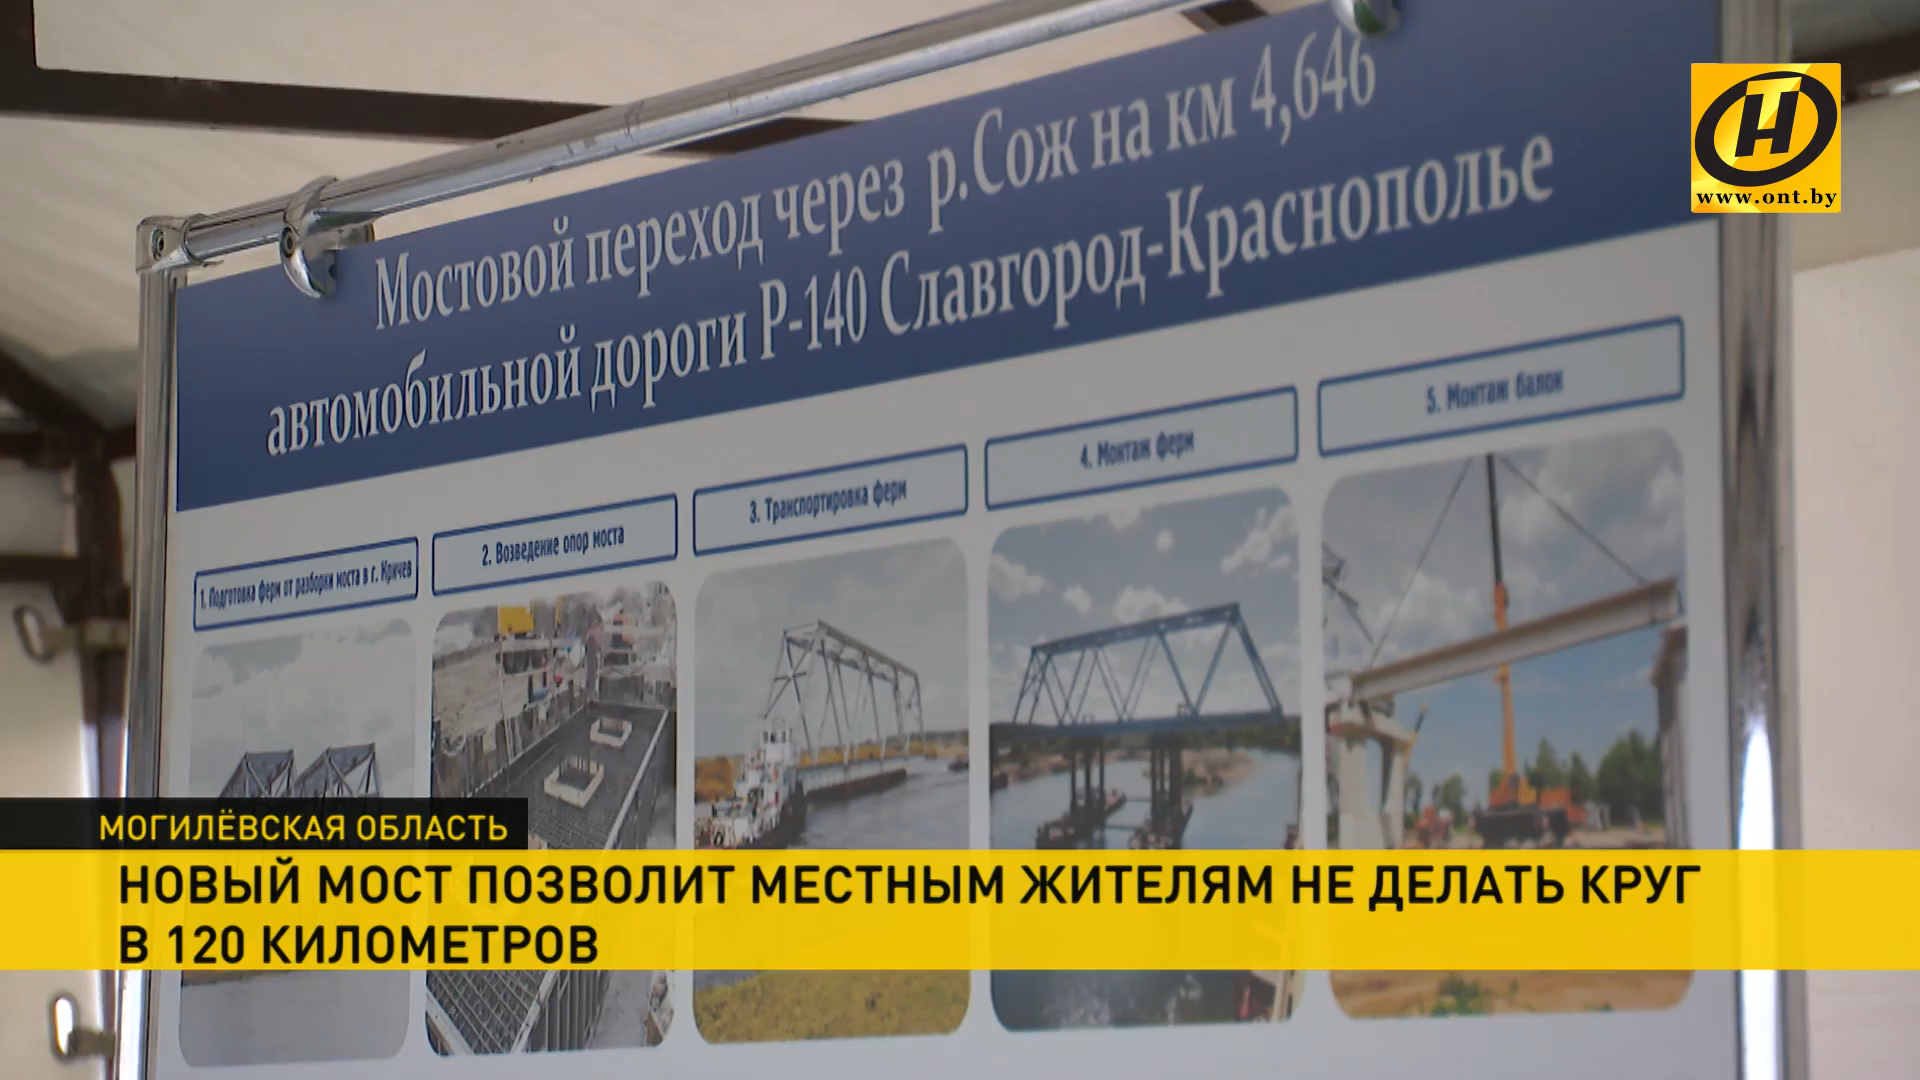 Мостовой переход через р.Сож на км 4,646
автомобильной дороги Р-140 Славгород-Краснополье
1. Подготовка ферм от разборки моста в г. Кричев
2. Возведение опор моста
3. Транспортировка ферм
4. Монтаж ферм
5. Монтаж балок
Н
www.ont.by
МОГИЛЁВСКАЯ ОБЛАСТЬ
НОВЫЙ МОСТ ПОЗВОЛИТ МЕСТНЫМ ЖИТЕЛЯМ НЕ ДЕЛАТЬ КРУГ
В 120 КИЛОМЕТРОВ